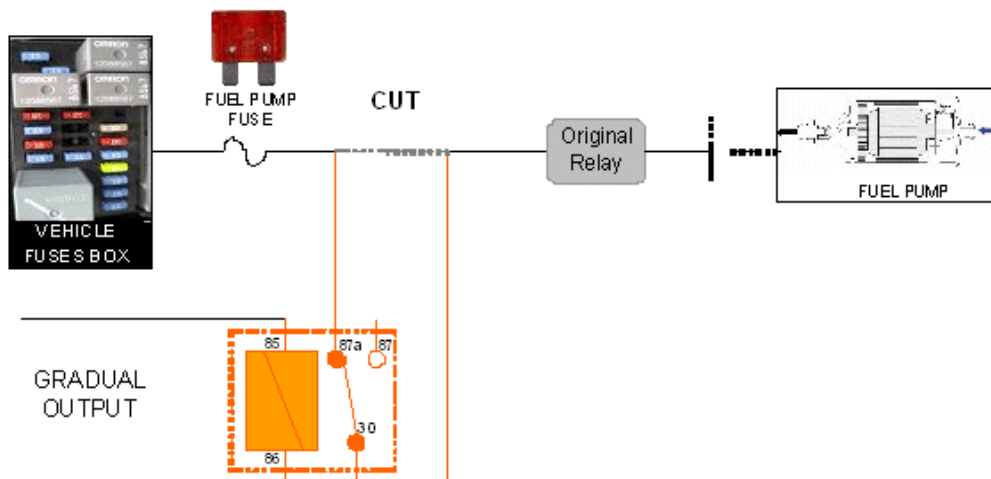 FUEL PUMP
FUSE
CUT
Original
Relay
FUEL PUMP
VEHICLE
FUSES BOX
85
87a
87
GRADUAL
OUTPUT
30
86